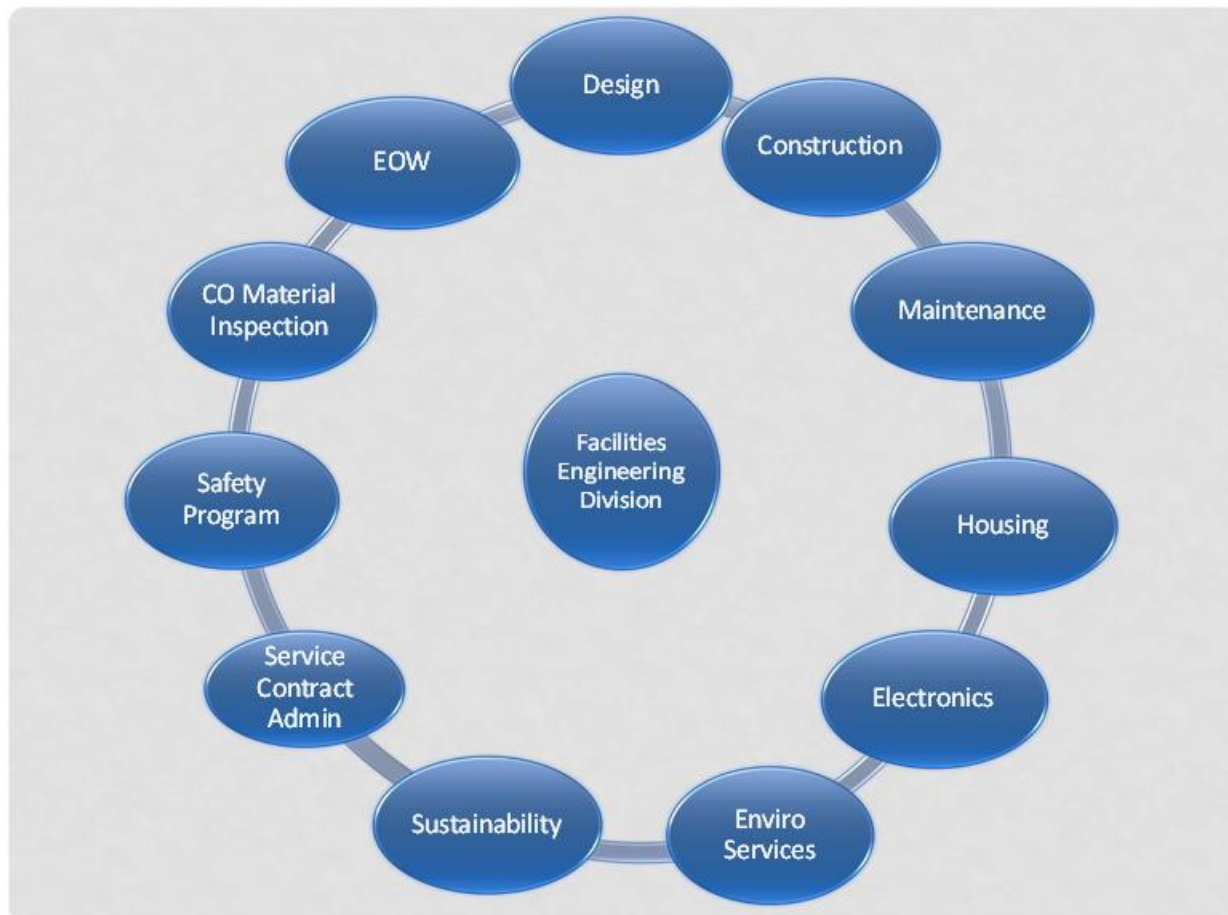 Design
Construction
Maintenance
Housing
Electronics
Enviro
Services
Sustainability
Service
Contract
Admin
Safety
Program
CO Material
Inspection
EOW
Facilities
Engineering
Division